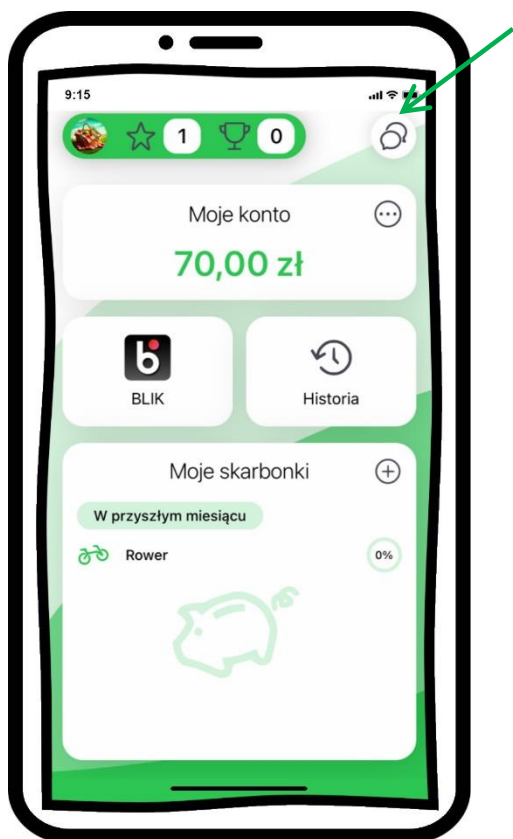 9:15
1 0
Moje konto
70,00 zł
BLIK Historia
Moje skarbonki
W przyszłym miesiącu
Rower 0%